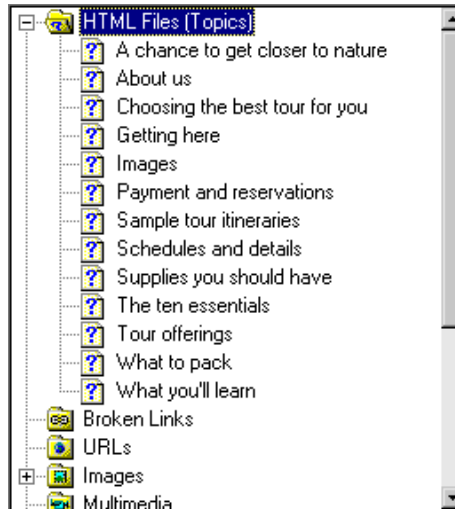 HTML Files (Topics)
A chance to get closer to nature
About us
Choosing the best tour for you
Getting here
Images
Payment and reservations
Sample tour itineraries
Schedules and details
Supplies you should have
The ten essentials
Tour offerings
What to pack
What you'll learn
Broken Links
URLs
Images
Multimedia